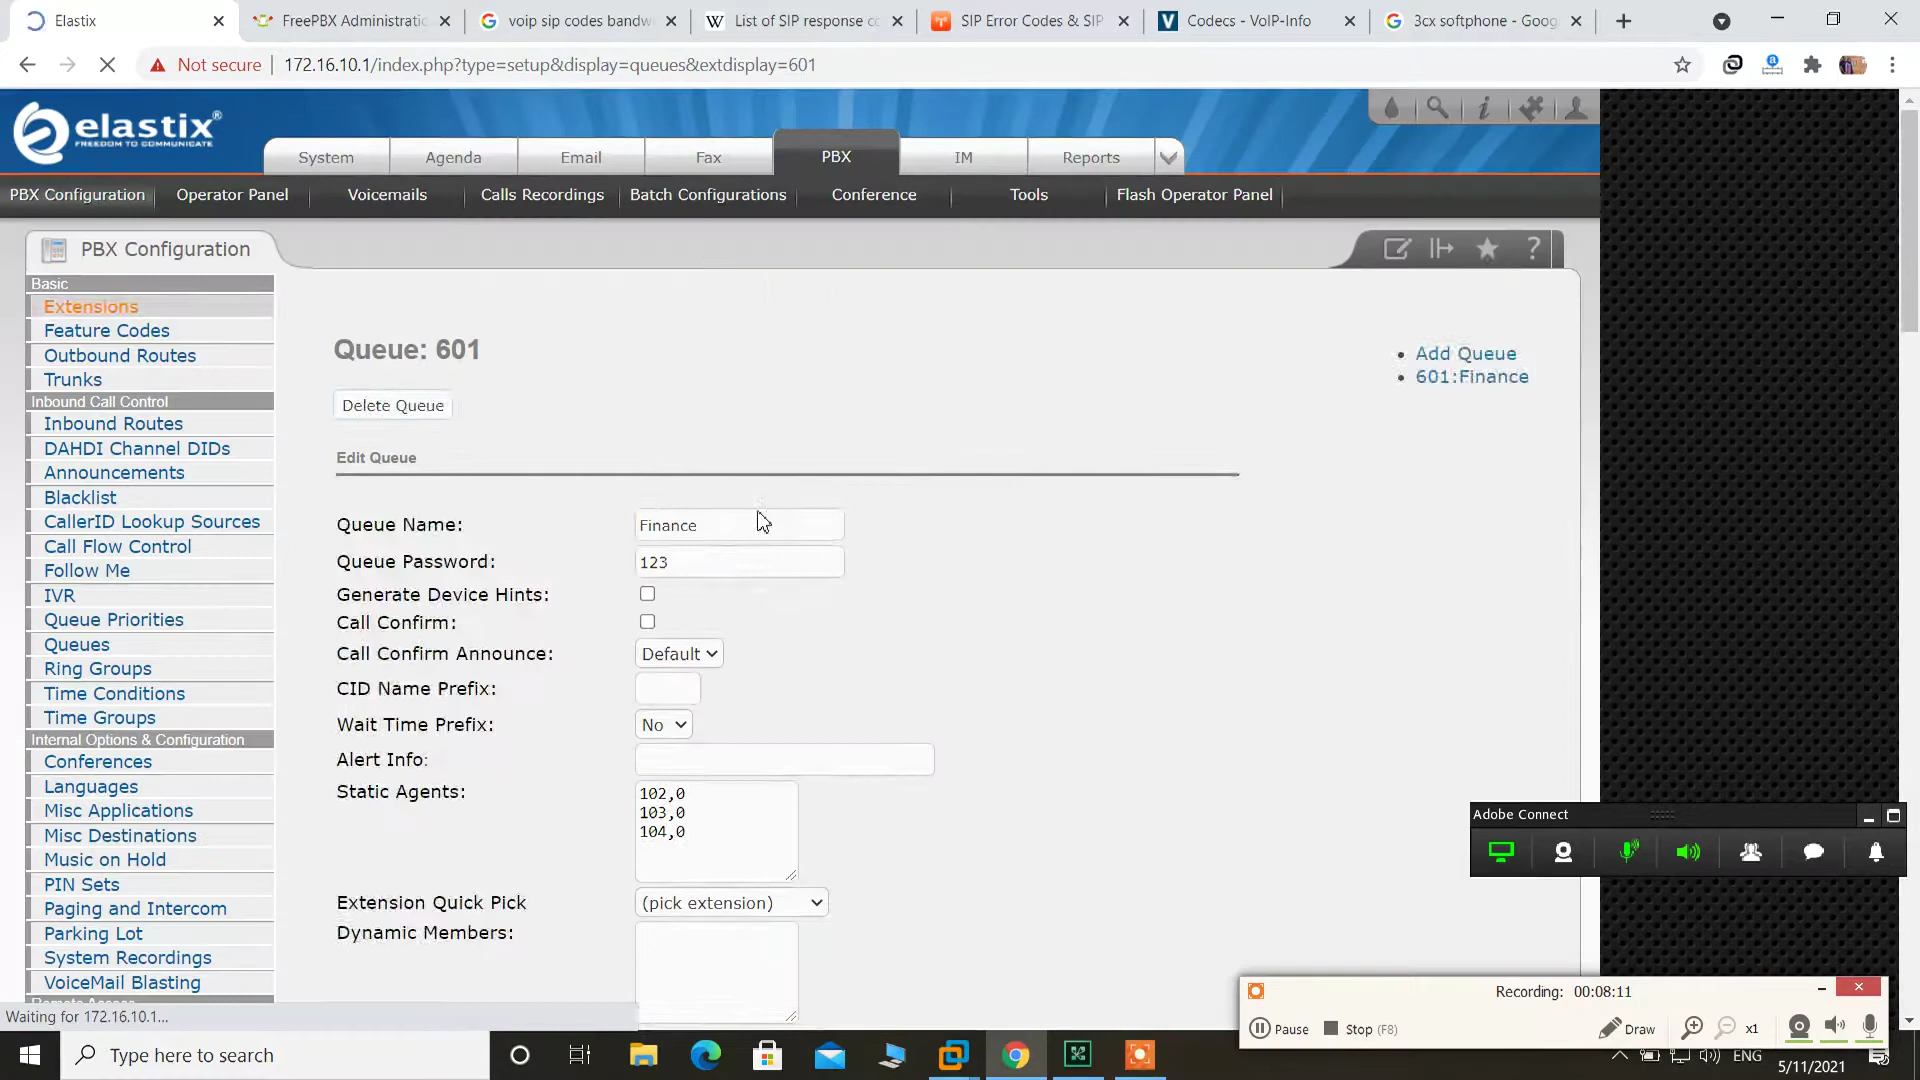 Elastix
FreePBX Administratic
voip sip codes bandw
List of SIP response co
SIP Error Codes & SIP
Codecs - VoIP-Info
3cx softphone - Goog
Not secure
172.16.10.1/index.php?type=setup&display=queues&extdisplay=601
elastix®
FREEDOM TO COMMUNICATE
System
Agenda
Email
Fax
PBX
IM
Reports
PBX Configuration
Operator Panel
Voicemails
Calls Recordings
Batch Configurations
Conference
Tools
Flash Operator Panel
PBX Configuration
Basic
Extensions
Feature Codes
Outbound Routes
Trunks
Inbound Call Control
Inbound Routes
DAHDI Channel DIDs
Announcements
Blacklist
CallerID Lookup Sources
Call Flow Control
Follow Me
IVR
Queue Priorities
Queues
Ring Groups
Time Conditions
Time Groups
Internal Options & Configuration
Conferences
Languages
Misc Applications
Misc Destinations
Music on Hold
PIN Sets
Paging and Intercom
Parking Lot
System Recordings
VoiceMail Blasting
Remote Access
Queue: 601
Add Queue
601:Finance
Delete Queue
Edit Queue
Queue Name:
Finance
Queue Password:
123
Generate Device Hints:
Call Confirm:
Call Confirm Announce:
Default
CID Name Prefix:
Wait Time Prefix:
No
Alert Info:
Static Agents:
102,0
103,0
104,0
Extension Quick Pick
(pick extension)
Dynamic Members:
Adobe Connect
Recording: 00:08:11
Pause
Stop (F8)
Draw
x1
Waiting for 172.16.10.1...
Type here to search
ENG
5/11/2021